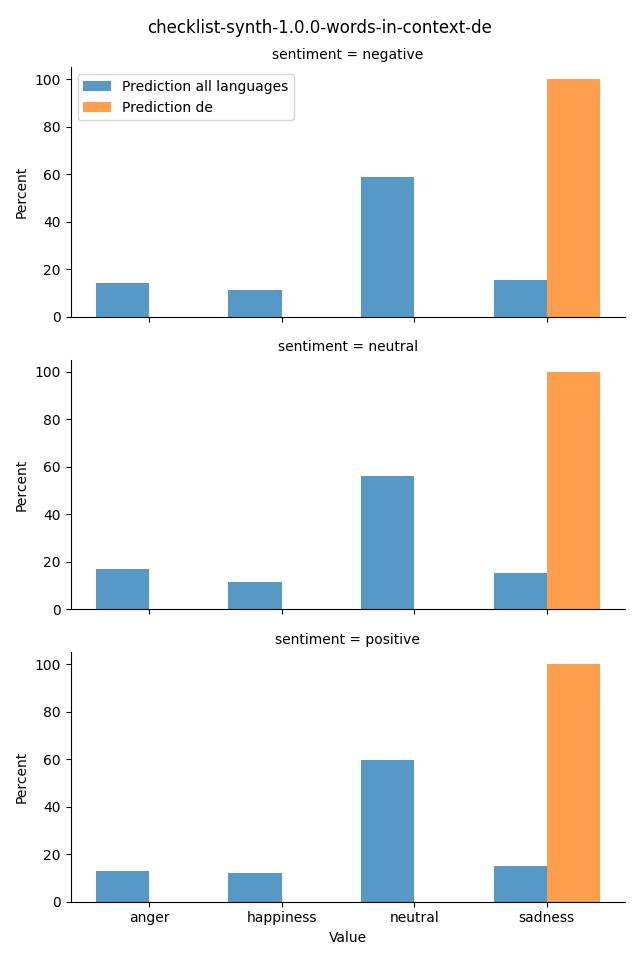 checklist-synth-1.0.0-words-in-context-de
sentiment = negative
Prediction all languages
Prediction de
100
80
60
40
20
0
Percent
sentiment = neutral
100
80
60
40
20
0
Percent
sentiment = positive
100
80
60
40
20
0
Percent
anger happiness neutral sadness
Value